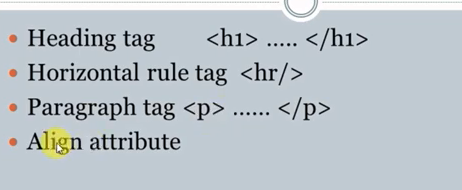 • Heading tag <h1> ..... </h1>
• Horizontal rule tag <hr/>
• Paragraph tag <p> ...... </p>
• Align attribute